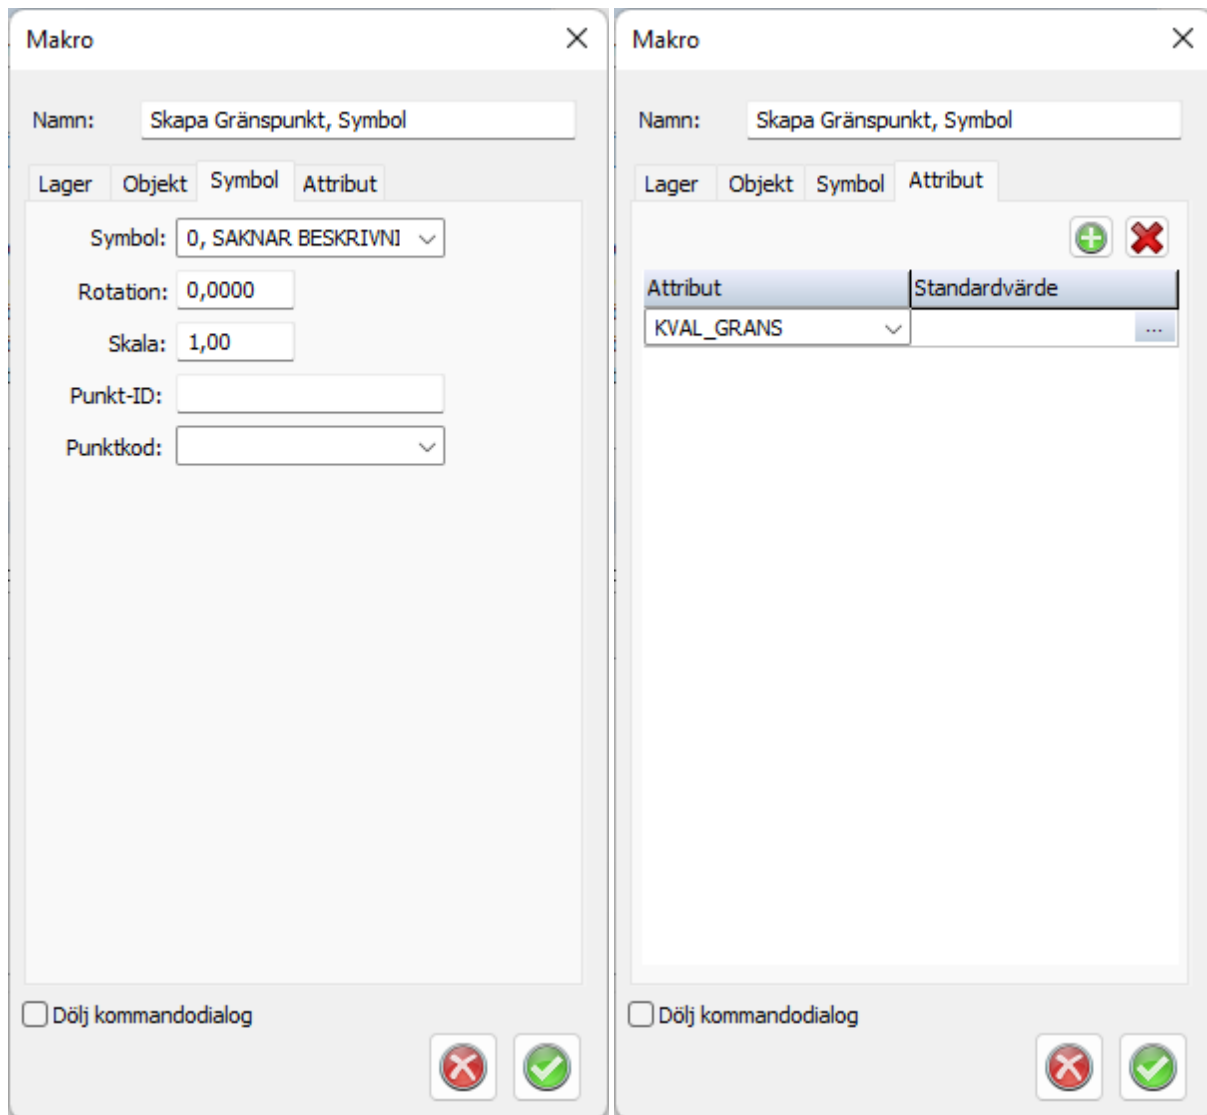 Makro
Namn: Skapa Gränspunkt, Symbol
Lager Objekt Symbol Attribut
Symbol: 0, SAKNAR BESKRIVNI
Rotation: 0,0000
Skala: 1,00
Punkt-ID:
Punktkod:
Dölj kommandodialog
Makro
Namn: Skapa Gränspunkt, Symbol
Lager Objekt Symbol Attribut
Attribut Standardvärde
KVAL_GRANS ...
Dölj kommandodialog